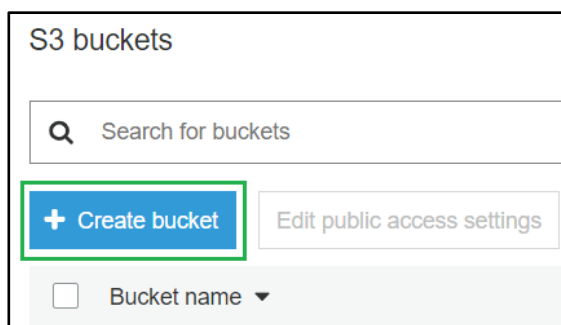 S3 buckets
Search for buckets
+ Create bucket
Edit public access settings
Bucket name